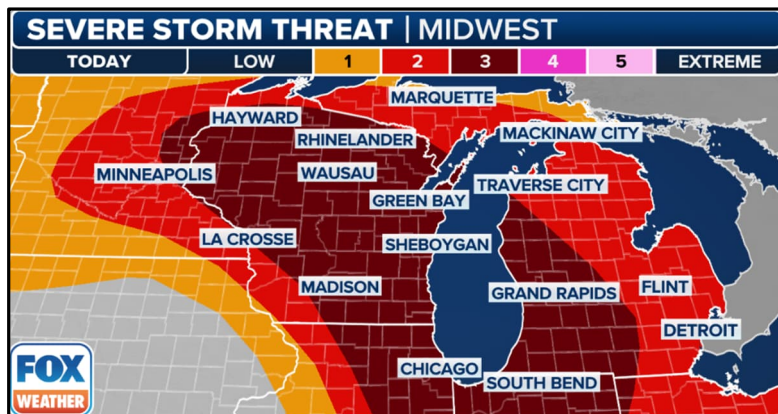 SEVERE STORM THREAT | MIDWEST
TODAY LOW 1 2 3 4 5 EXTREME
MARQUETTE
HAYWARD
MACKINAW CITY
RHINELANDER
MINNEAPOLIS
WAUSAU
TRAVERSE CITY
GREEN BAY
LA CROSSE
SHEBOYGAN
MADISON
GRAND RAPIDS
FLINT
DETROIT
CHICAGO
SOUTH BEND
FOX
WEATHER